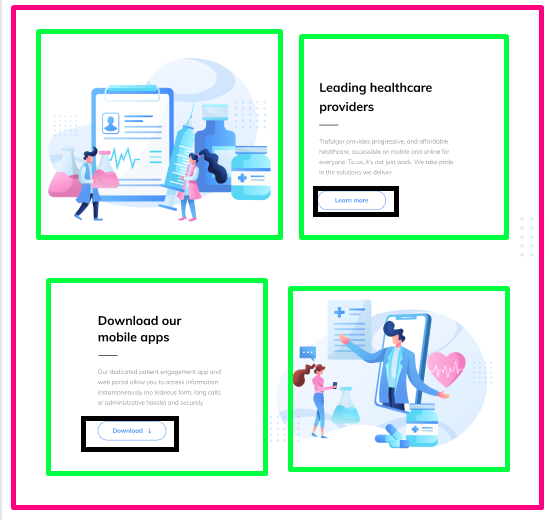 Leading healthcare
providers
Trafalgar provides progressive, and affordable
healthcare, accessible on mobile and online for
everyone. To us, it's not just work. We take pride
in the solutions we deliver
Learn more
Download our
mobile apps
Our dedicated patient engagement app and
web portal allow you to access information
instantaneously (no tedeous form, long calls,
or administrative hassle) and securely
Download ↓